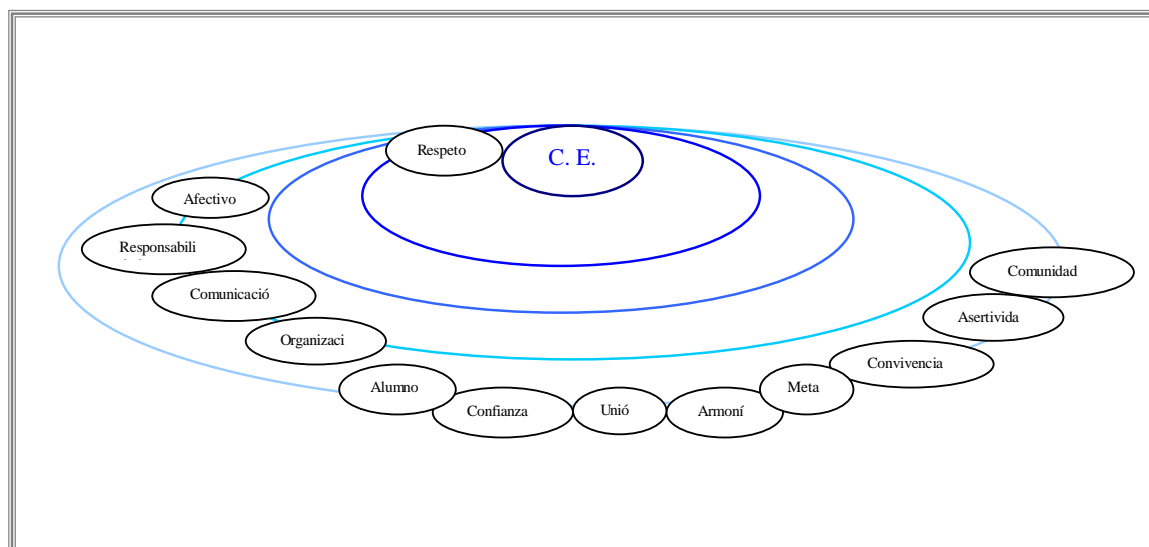 C. E.
Respeto
Afectivo
Responsabili
Comunicació
Organizaci
Alumno
Confianza
Unió
Armoní
Meta
Convivencia
Asertivida
Comunidad